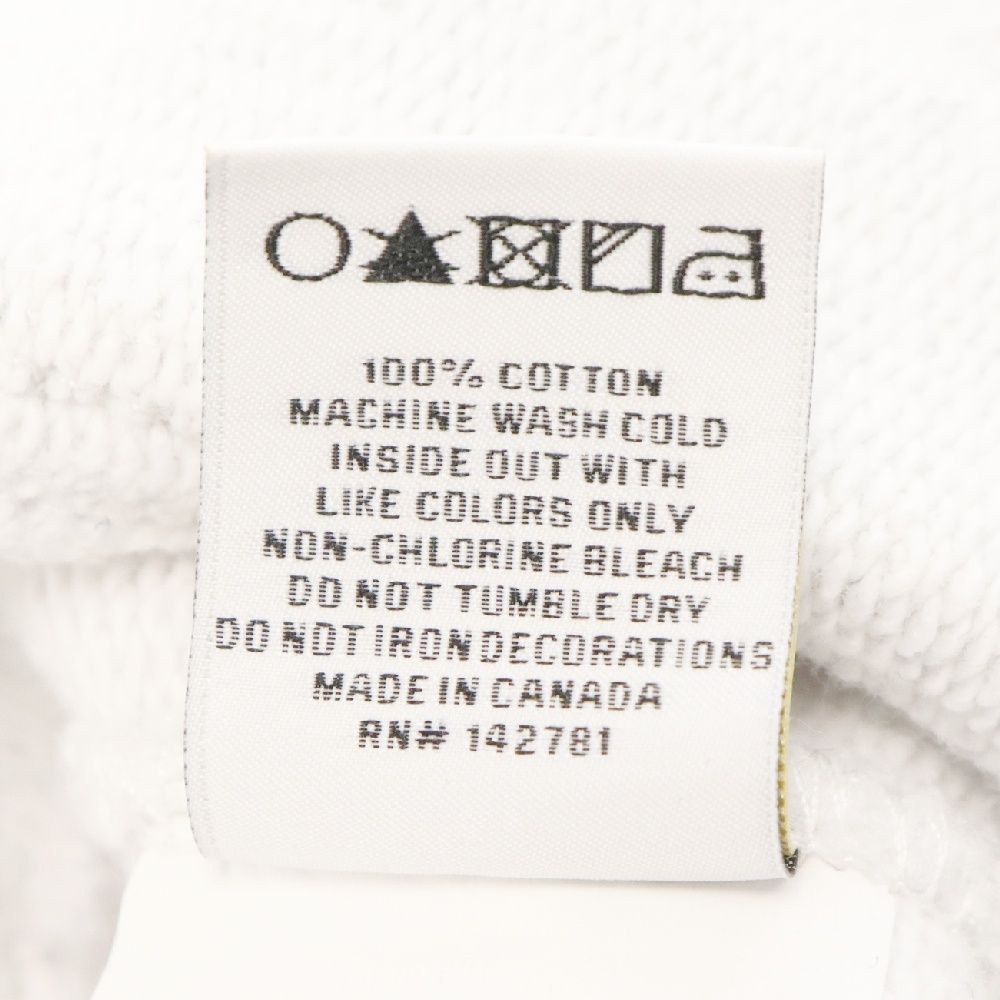 100% COTTON
MACHINE WASH COLD
INSIDE OUT WITH
LIKE COLORS ONLY
NON-CHLORINE BLEACH
DO NOT TUMBLE DRY
DO NOT IRON DECORATIONS
MADE IN CANADA
RN# 142781